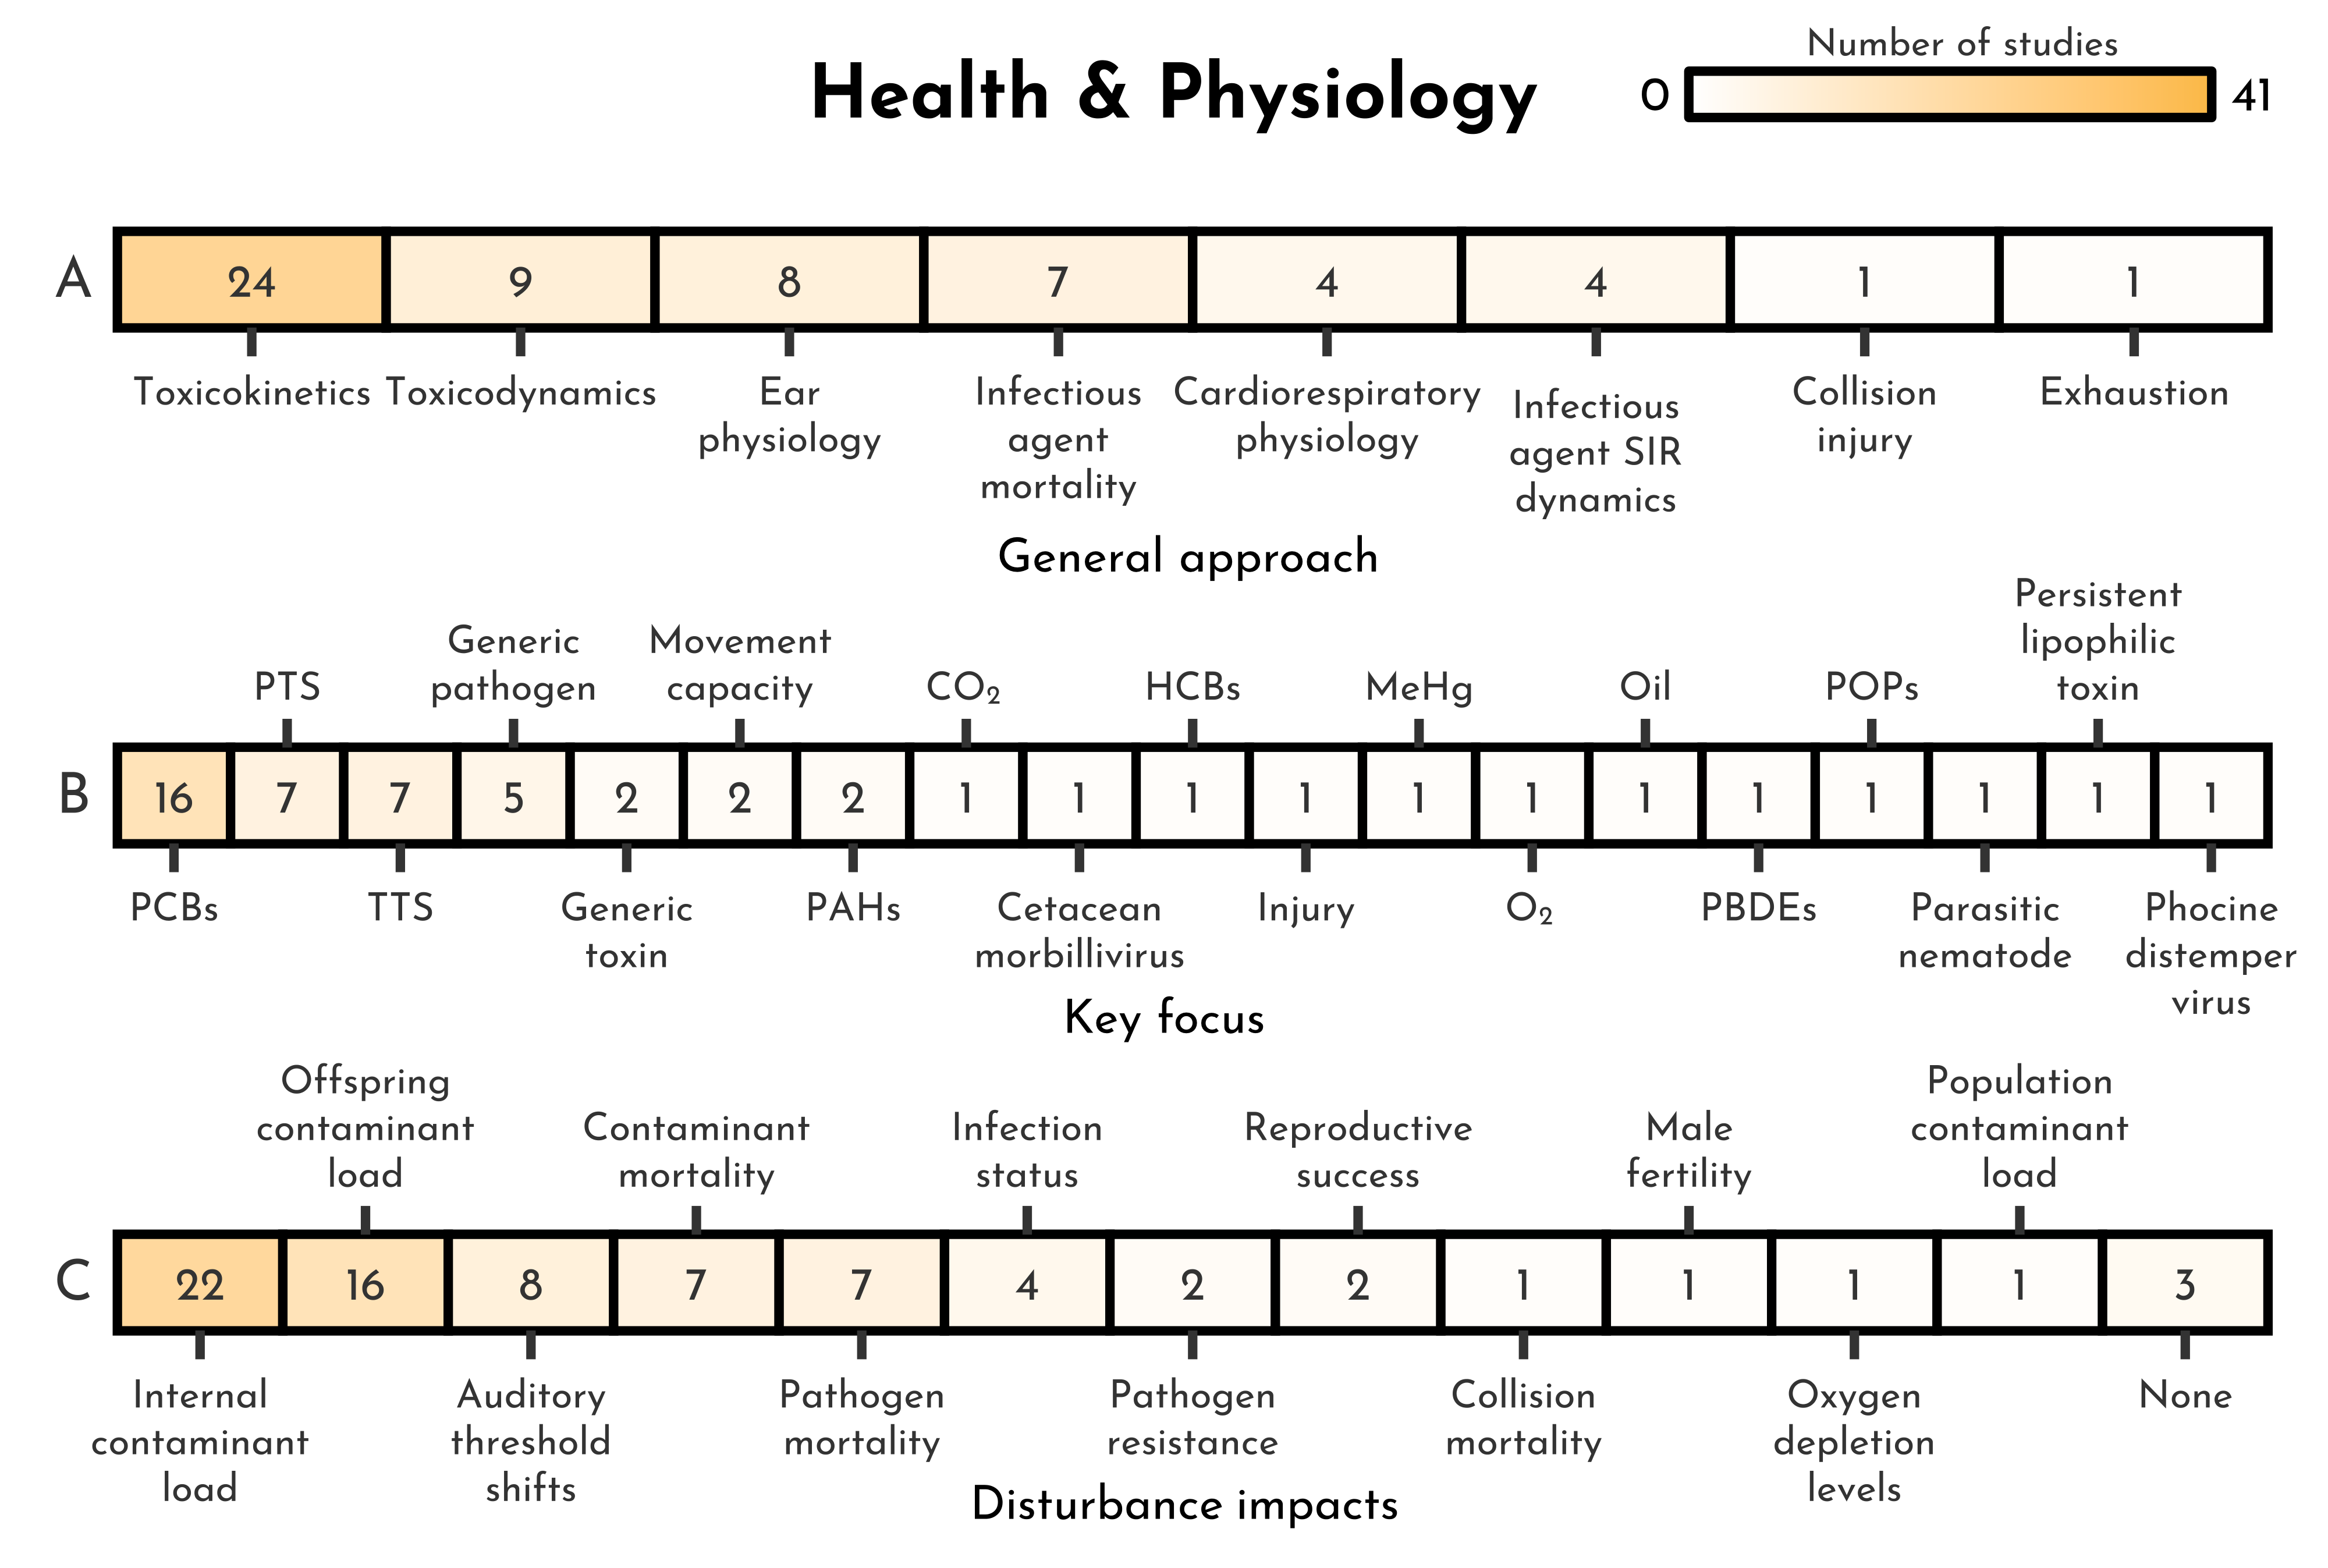 Health & Physiology
Number of studies
0
41
A
24
9
8
7
4
4
1
1
Toxicokinetics
Toxicodynamics
Ear
physiology
Infectious
agent
mortality
Cardiorespiratory
physiology
Infectious
agent SIR
dynamics
Collision
injury
Exhaustion
General approach
PTS
Generic
pathogen
Movement
capacity
CO₂
HCBs
MeHg
Oil
POPs
Persistent
lipophilic
toxin
B
16
7
7
5
2
2
2
1
1
1
1
1
1
1
1
1
1
1
1
PCBs
TTS
Generic
toxin
PAHs
Cetacean
morbillivirus
Injury
O₂
PBDEs
Parasitic
nematode
Phocine
distemper
virus
Key focus
Offspring
contaminant
load
Contaminant
mortality
Infection
status
Reproductive
success
Male
fertility
Population
contaminant
load
C
22
16
8
7
7
4
2
2
1
1
1
1
3
Internal
contaminant
load
Auditory
threshold
shifts
Pathogen
mortality
Pathogen
resistance
Collision
mortality
Oxygen
depletion
levels
None
Disturbance impacts